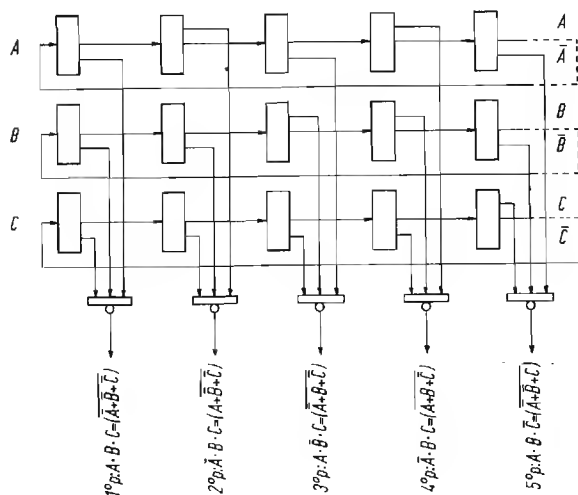 A
A
Ā
B
B
B̄
C
C
C̄
1°p: A·B·C=(Ā+B̄+C̄)
2°p: Ā·B·C=(A+B̄+C̄)
3°p: A·B̄·C=(Ā+B+C̄)
4°p: Ā·B̄·C=(A+B+C̄)
5°p: A·B·C̄=(Ā+B̄+C)